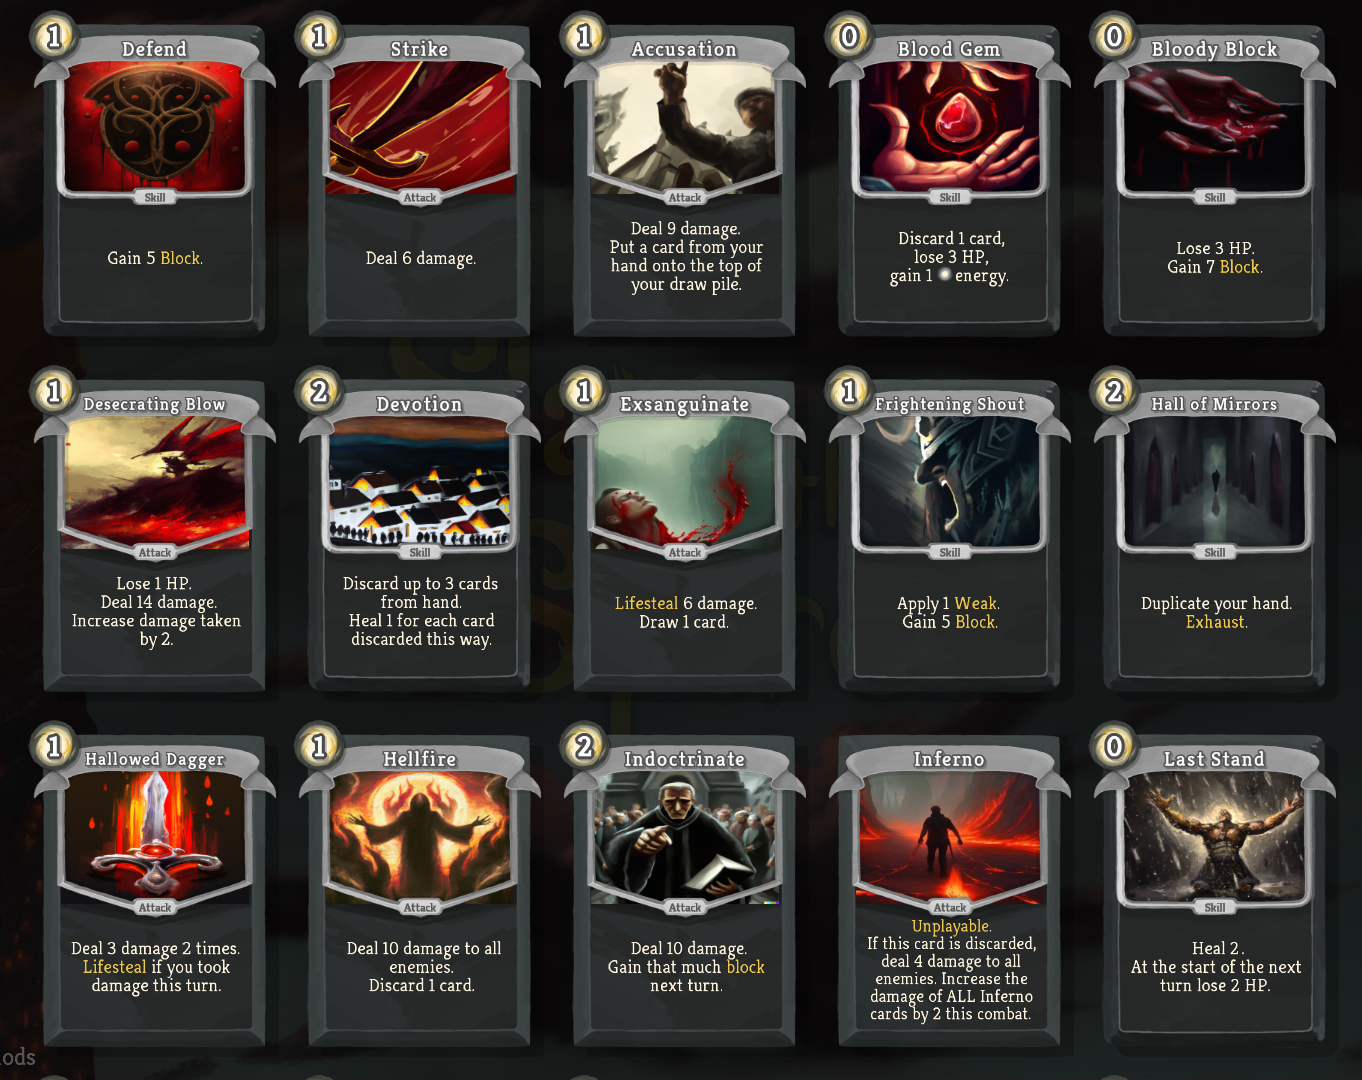 1
Defend
Skill
Gain 5 Block.
1
Strike
Attack
Deal 6 damage.
1
Accusation
Attack
Deal 9 damage.
Put a card from your
hand onto the top of
your draw pile.
0
Blood Gem
Skill
Discard 1 card,
lose 3 HP,
gain 1 energy.
0
Bloody Block
Skill
Lose 3 HP.
Gain 7 Block.
1
Desecrating Blow
Attack
Lose 1 HP.
Deal 14 damage.
Increase damage taken
by 2.
2
Devotion
Skill
Discard up to 3 cards
from hand.
Heal 1 for each card
discarded this way.
1
Exsanguinate
Attack
Lifesteal 6 damage.
Draw 1 card.
1
Frightening Shout
Skill
Apply 1 Weak.
Gain 5 Block.
2
Hall of Mirrors
Skill
Duplicate your hand.
Exhaust.
1
Hallowed Dagger
Attack
Deal 3 damage 2 times.
Lifesteal if you took
damage this turn.
1
Hellfire
Attack
Deal 10 damage to all
enemies.
Discard 1 card.
2
Indoctrinate
Attack
Deal 10 damage.
Gain that much block
next turn.
Inferno
Attack
Unplayable.
If this card is discarded,
deal 4 damage to all
enemies. Increase the
damage of ALL Inferno
cards by 2 this combat.
0
Last Stand
Skill
Heal 2 .
At the start of the next
turn lose 2 HP.
ods